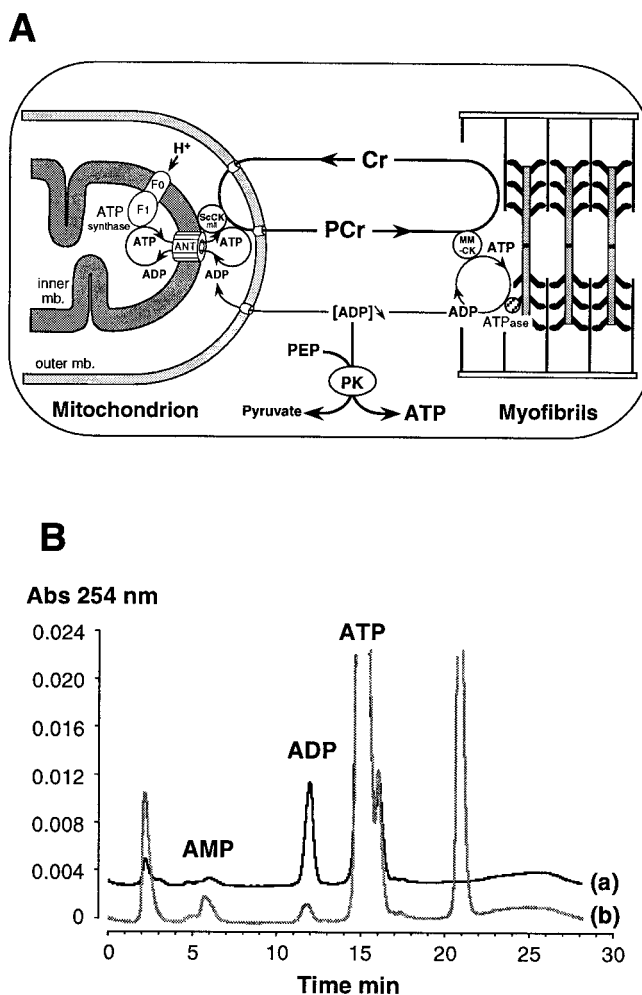 A
H+
F0
F1
ATP
synthase
ATP
ADP
ANT
ScCK
mit
ATP
ADP
inner
mb.
outer mb.
Mitochondrion
Cr
PCr
[ADP]
PEP
PK
Pyruvate
ATP
MM
-CK
ATP
ADP
ATPase
Myofibrils
B
Abs 254 nm
0.024
0.020
0.016
0.012
0.008
0.004
0
AMP
ADP
ATP
(a)
(b)
0
5
10
15
20
25
30
Time min